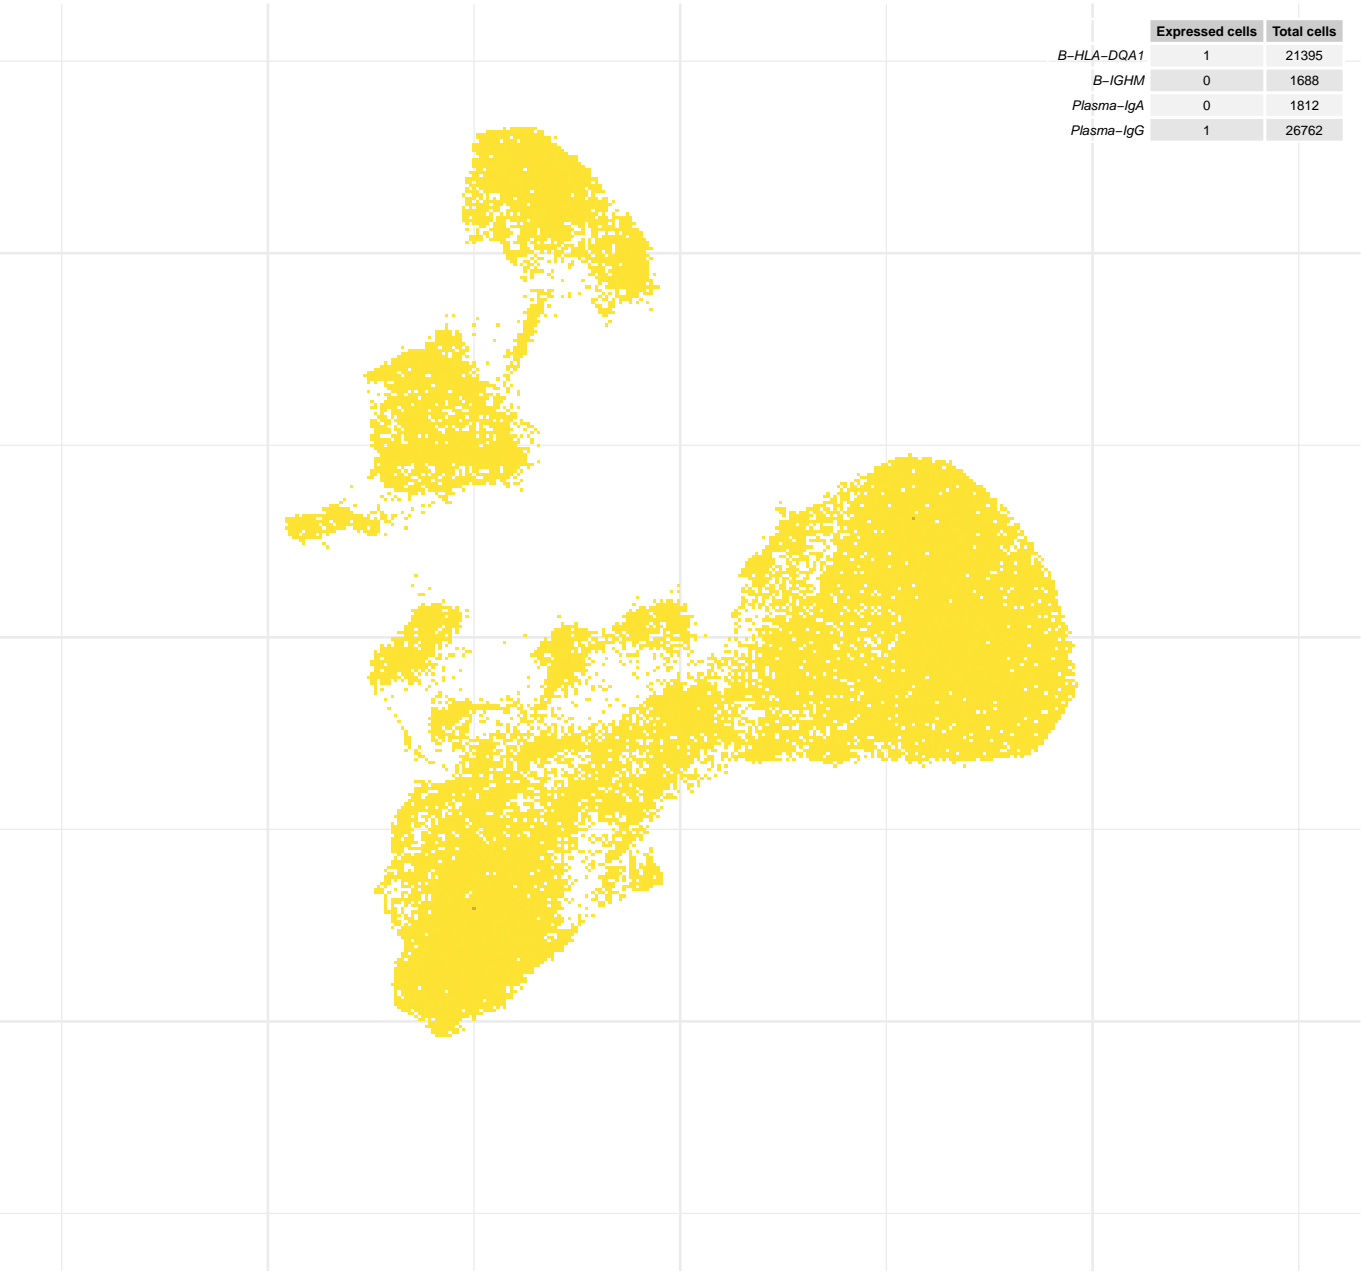 Expressed cells Total cells
B−HLA−DQA1 1 21395
B−IGHM 0 1688
Plasma−IgA 0 1812
Plasma−IgG 1 26762